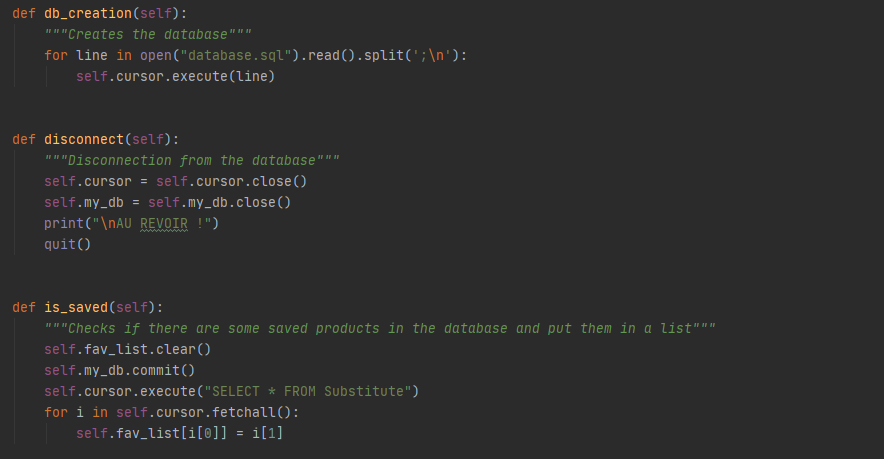 def db_creation(self):
    """Creates the database"""
    for line in open("database.sql").read().split(';\n'):
        self.cursor.execute(line)
def disconnect(self):
    """Disconnection from the database"""
    self.cursor = self.cursor.close()
    self.my_db = self.my_db.close()
    print("\nAU REVOIR !")
    quit()
def is_saved(self):
    """Checks if there are some saved products in the database and put them in a list"""
    self.fav_list.clear()
    self.my_db.commit()
    self.cursor.execute("SELECT * FROM Substitute")
    for i in self.cursor.fetchall():
        self.fav_list[i[0]] = i[1]